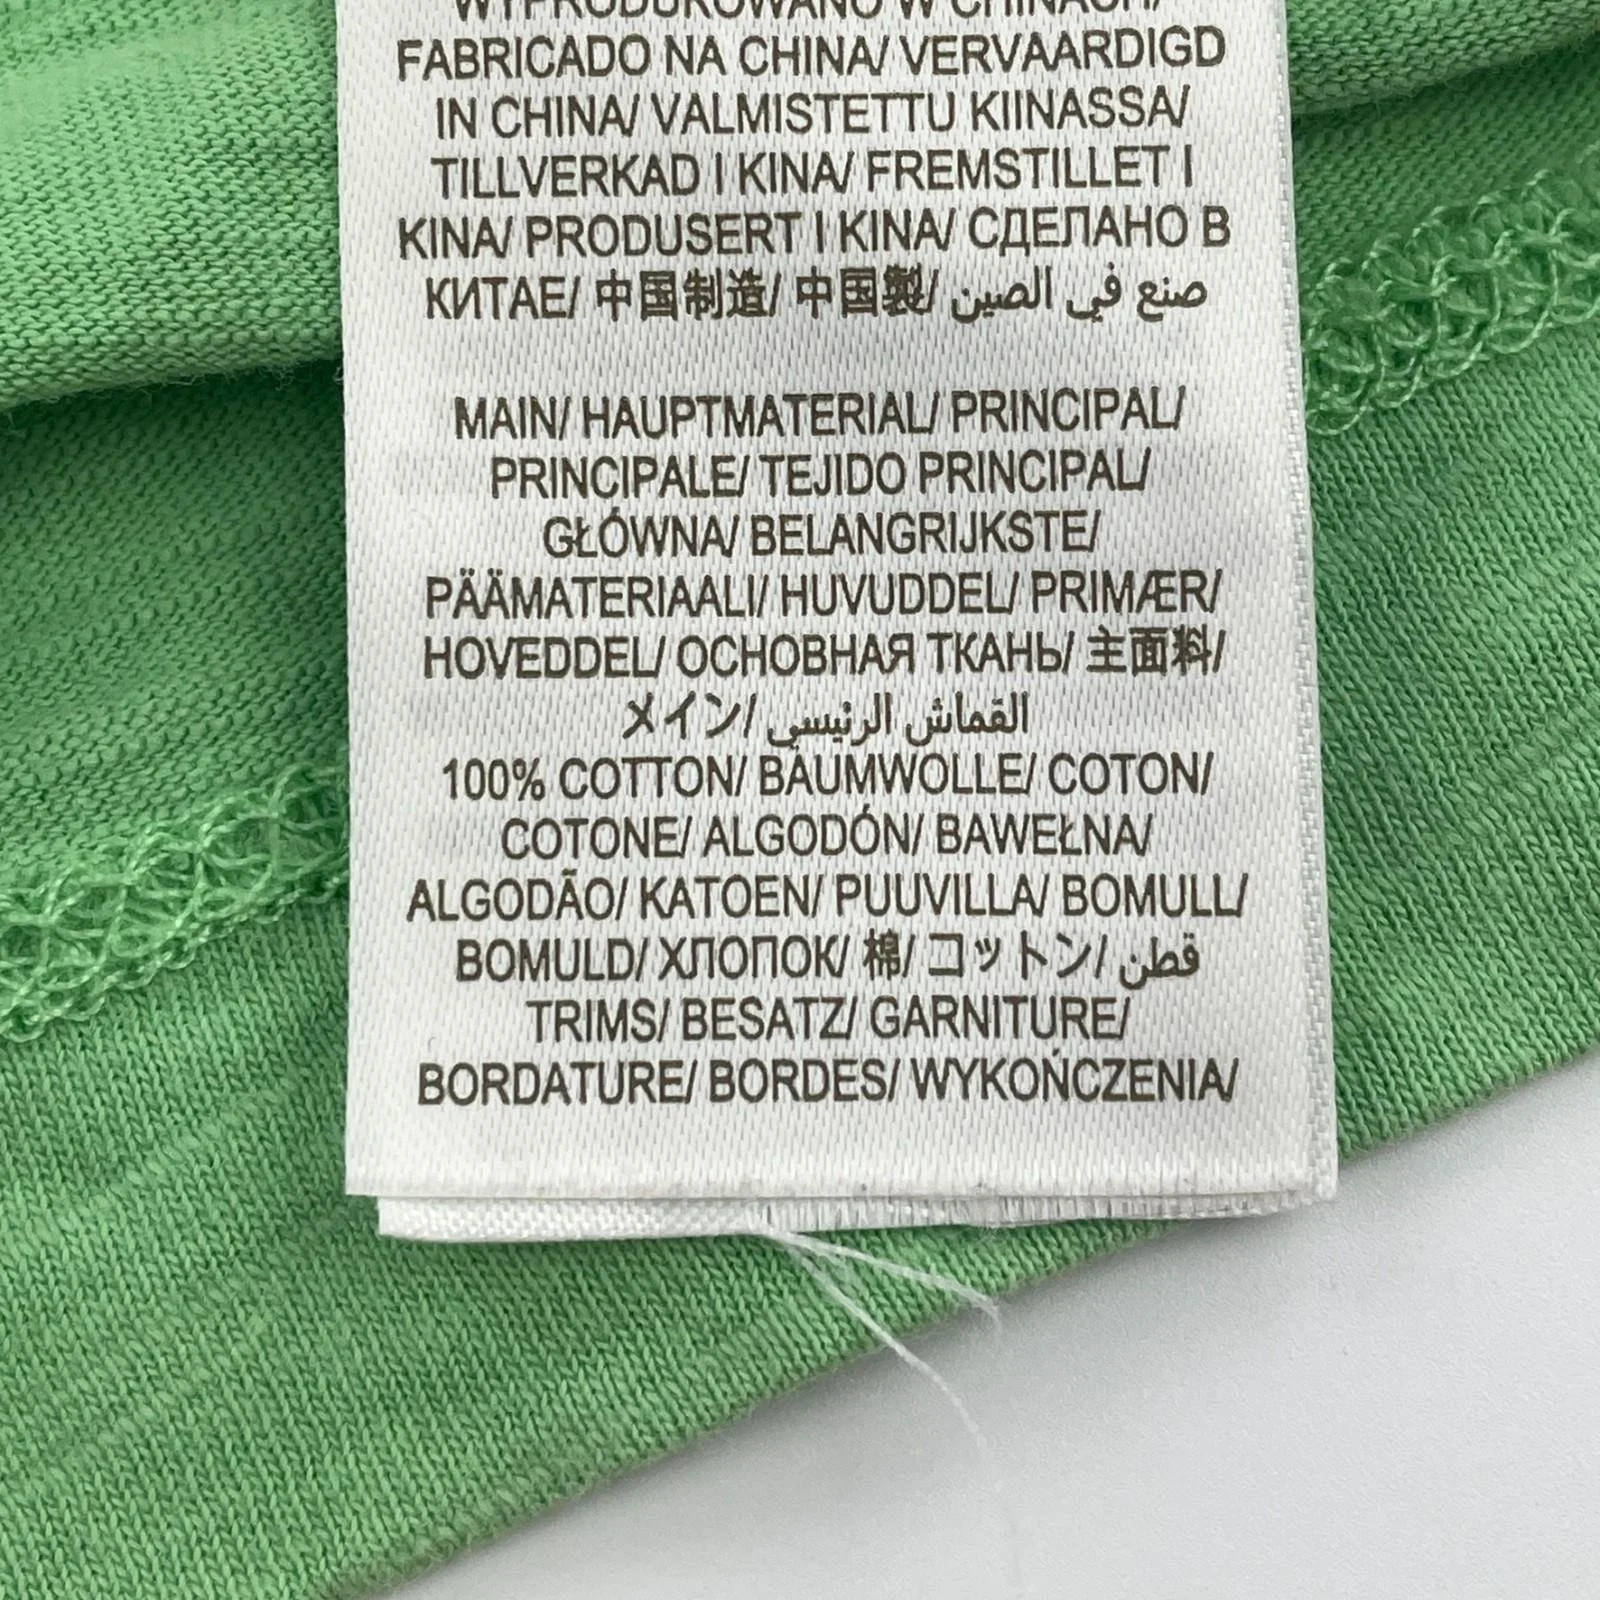 WYPRODUKOWANO W CHINACH/
FABRICADO NA CHINA/ VERVAARDIGD
IN CHINA/ VALMISTETTU KIINASSA/
TILLVERKAD I KINA/ FREMSTILLET I
KINA/ PRODUSERT I KINA/ СДЕЛАНО В
КИТАЕ/ 中国制造/ 中国製/ صنع في الصين
MAIN/ HAUPTMATERIAL/ PRINCIPAL/
PRINCIPALE/ TEJIDO PRINCIPAL/
GŁÓWNA/ BELANGRIJKSTE/
PÄÄMATERIAALI/ HUVUDDEL/ PRIMÆR/
HOVEDDEL/ ОСНОВНАЯ ТКАНЬ/ 主面料/
メイン/ القماش الرئيسي
100% COTTON/ BAUMWOLLE/ COTON/
COTONE/ ALGODÓN/ BAWEŁNA/
ALGODÃO/ KATOEN/ PUUVILLA/ BOMULL/
BOMULD/ ХЛОПОК/ 棉/ コットン/ قطن
TRIMS/ BESATZ/ GARNITURE/
BORDATURE/ BORDES/ WYKOŃCZENIA/